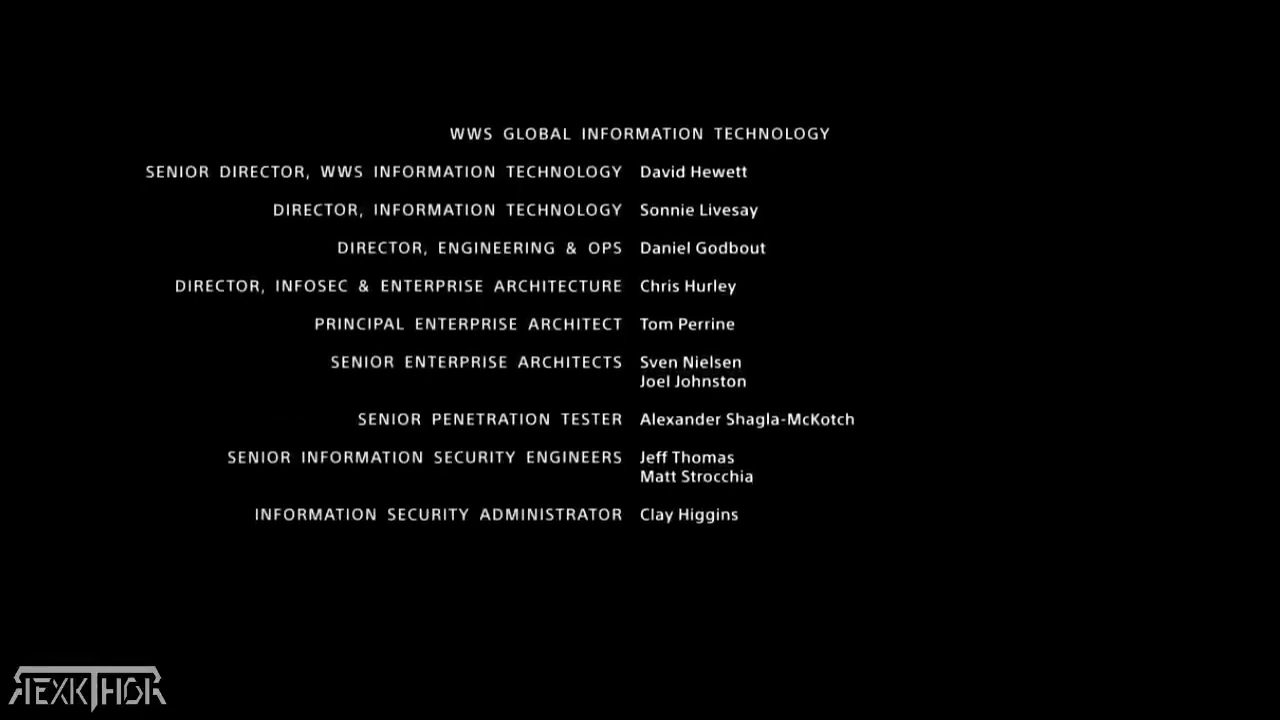 WWS GLOBAL INFORMATION TECHNOLOGY
SENIOR DIRECTOR, WWS INFORMATION TECHNOLOGY David Hewett
DIRECTOR, INFORMATION TECHNOLOGY Sonnie Livesay
DIRECTOR, ENGINEERING & OPS Daniel Godbout
DIRECTOR, INFOSEC & ENTERPRISE ARCHITECTURE Chris Hurley
PRINCIPAL ENTERPRISE ARCHITECT Tom Perrine
SENIOR ENTERPRISE ARCHITECTS Sven Nielsen
Joel Johnston
SENIOR PENETRATION TESTER Alexander Shagla-McKotch
SENIOR INFORMATION SECURITY ENGINEERS Jeff Thomas
Matt Strocchia
INFORMATION SECURITY ADMINISTRATOR Clay Higgins